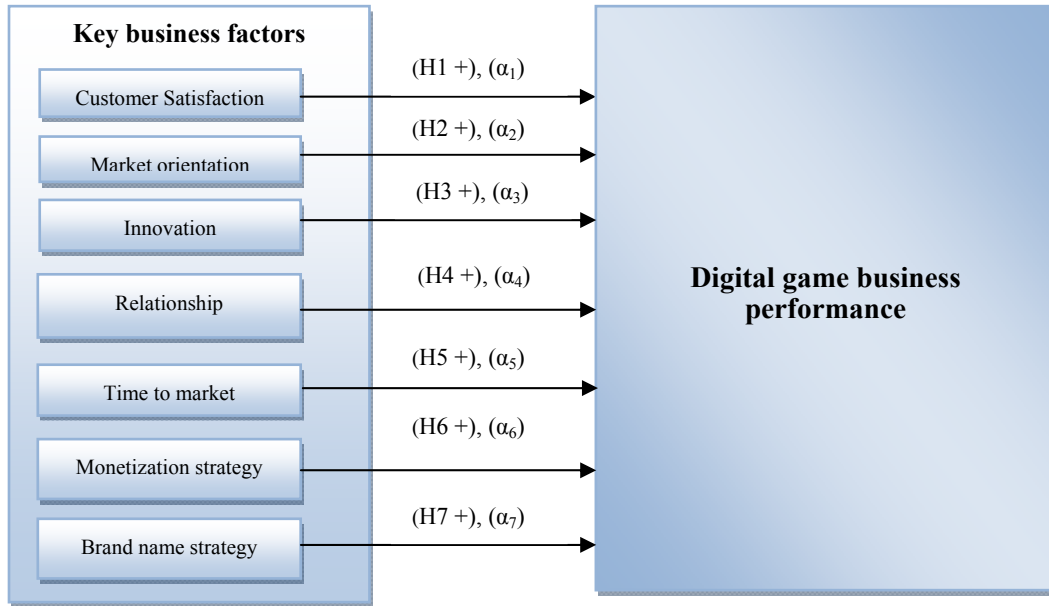 Key business factors
Customer Satisfaction
(H1 +), (α₁)
Market orientation
(H2 +), (α₂)
Innovation
(H3 +), (α₃)
Relationship
(H4 +), (α₄)
Time to market
(H5 +), (α₅)
Monetization strategy
(H6 +), (α₆)
Brand name strategy
(H7 +), (α₇)
Digital game business
performance